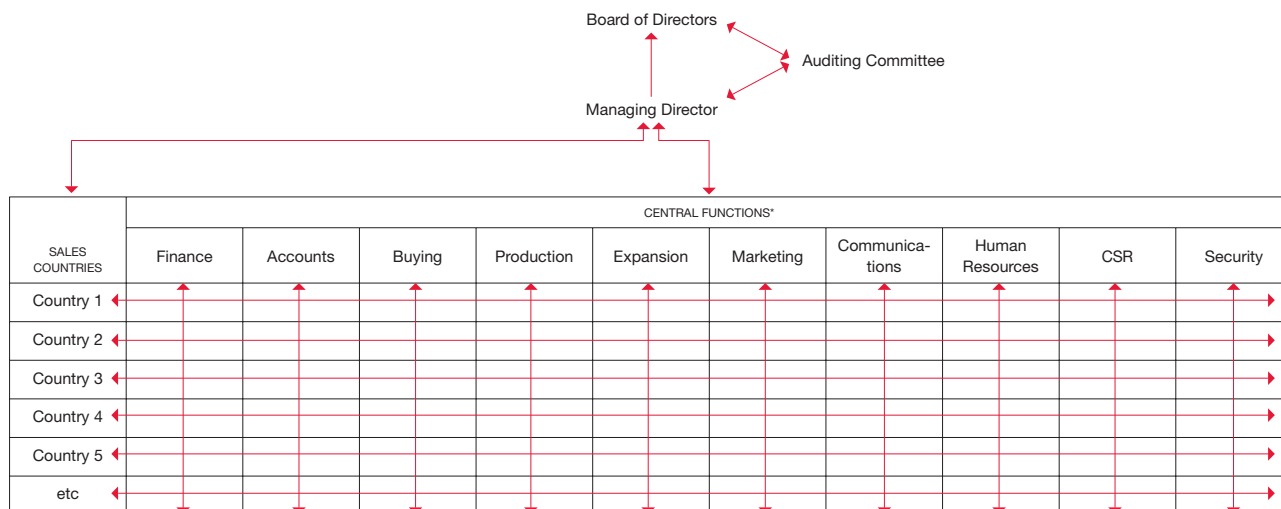 Board of Directors
Auditing Committee
Managing Director
CENTRAL FUNCTIONS*
SALES
COUNTRIES
Finance
Accounts
Buying
Production
Expansion
Marketing
Communica-
tions
Human
Resources
CSR
Security
Country 1
Country 2
Country 3
Country 4
Country 5
etc